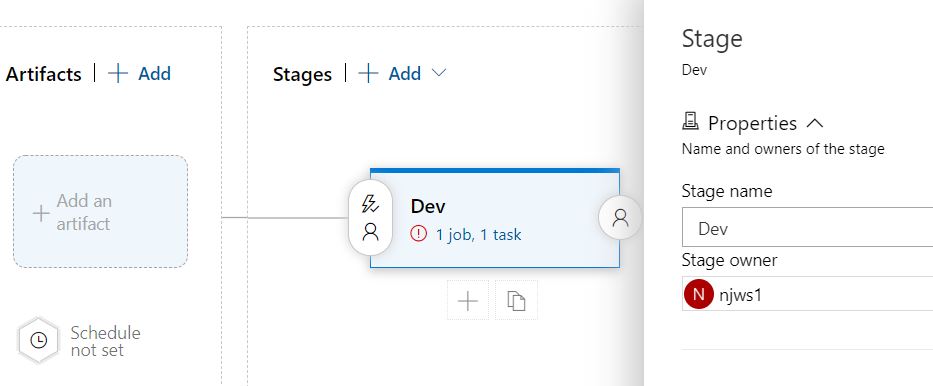 Artifacts | + Add
Add an
artifact
Schedule
not set
Stages | + Add
Dev
1 job, 1 task
Stage
Dev
Properties
Name and owners of the stage
Stage name
Dev
Stage owner
N njws1